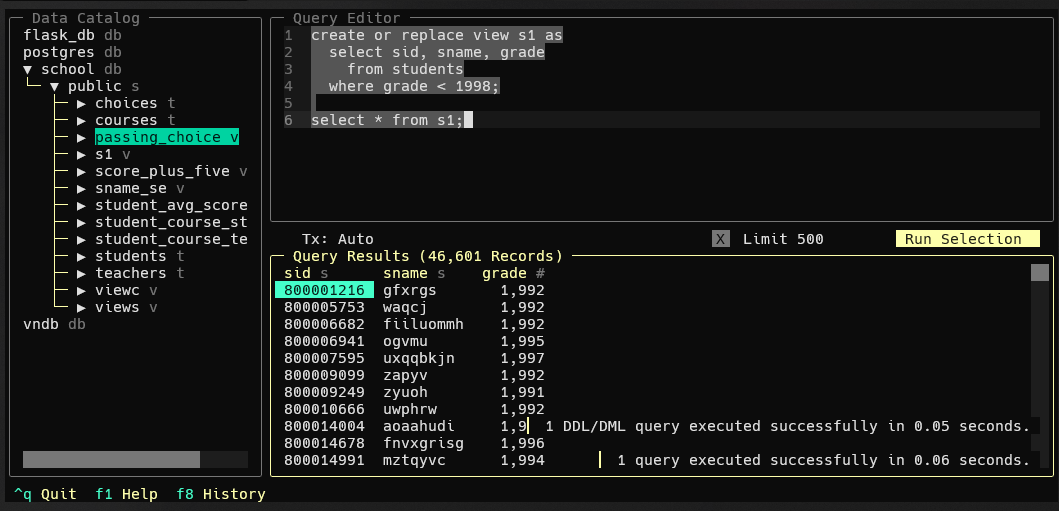 Data Catalog
flask_db db
postgres db
▼ school db
▼ public s
▶ choices t
▶ courses t
▶ passing_choice v
▶ s1 v
▶ score_plus_five v
▶ sname_se v
▶ student_avg_score
▶ student_course_st
▶ student_course_te
▶ students t
▶ teachers t
▶ viewc v
▶ views v
vndb db
Query Editor
1 create or replace view s1 as
2 select sid, sname, grade
3 from students
4 where grade < 1998;
5
6 select * from s1;
Tx: Auto X Limit 500 Run Selection
Query Results (46,601 Records)
sid s sname s grade #
800001216 gfxrgs 1,992
800005753 waqcj 1,992
800006682 fiiluommh 1,992
800006941 ogvmu 1,995
800007595 uxqqbkjn 1,997
800009099 zapyv 1,992
800009249 zyuoh 1,991
800010666 uwphrw 1,992
800014004 aoaahudi 1,9 1 DDL/DML query executed successfully in 0.05 seconds.
800014678 fnvxgrisg 1,996
800014991 mztqyvc 1,994 1 query executed successfully in 0.06 seconds.
^q Quit f1 Help f8 History